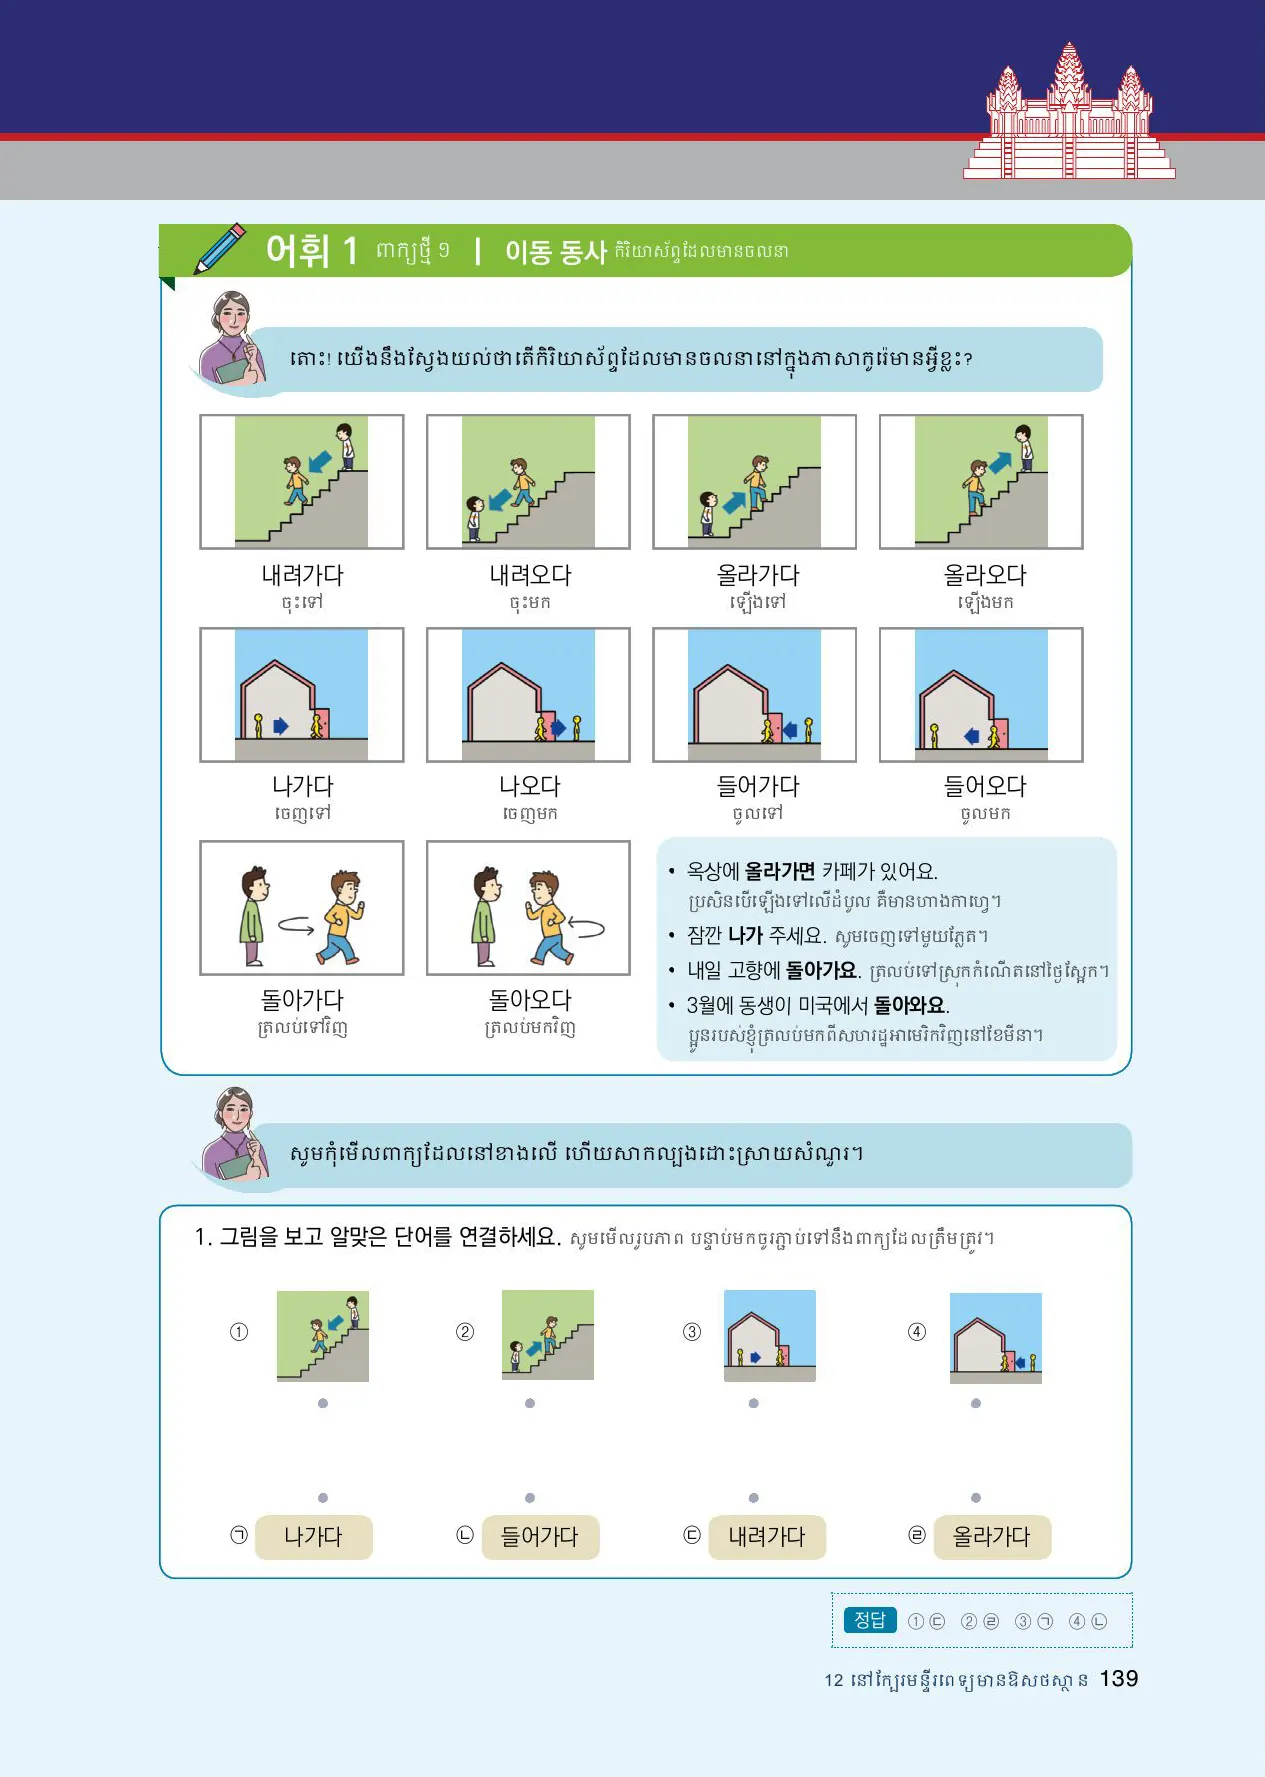 어휘 1 ពាក្យថ្មី ១ | 이동 동사 កិរិយាស័ព្ទដែលមានចលនា
តោះ! យើងនឹងស្វែងយល់ថាតើកិរិយាស័ព្ទដែលមានចលនានៅក្នុងភាសាកូរ៉េមានអ្វីខ្លះ?
내려가다 내려오다 올라가다 올라오다
ចុះទៅ ចុះមក ឡើងទៅ ឡើងមក
나가다 나오다 들어가다 들어오다
ចេញទៅ ចេញមក ចូលទៅ ចូលមក
돌아가다 돌아오다
ត្រលប់ទៅវិញ ត្រលប់មកវិញ
• 옥상에 올라가면 카페가 있어요.
ប្រសិនបើឡើងទៅលើដំបូល គឺមានហាងកាហ្វេ។
• 잠깐 나가 주세요. សូមចេញទៅមួយភ្លែត។
• 내일 고향에 돌아가요. ត្រលប់ទៅស្រុកកំណើតនៅថ្ងៃស្អែក។
• 3월에 동생이 미국에서 돌아와요.
ប្អូនរបស់ខ្ញុំត្រលប់មកពីសហរដ្ឋអាមេរិកវិញនៅខែមីនា។
សូមកុំមើលពាក្យដែលនៅខាងលើ ហើយសាកល្បងដោះស្រាយសំណួរ។
1. 그림을 보고 알맞은 단어를 연결하세요. សូមមើលរូបភាព បន្ទាប់មកចូរភ្ជាប់ទៅនឹងពាក្យដែលត្រឹមត្រូវ។
① ② ③ ④
㉠ 나가다 ㉡ 들어가다 ㉢ 내려가다 ㉣ 올라가다
정답 ①㉢ ②㉣ ③㉠ ④㉡
12 នៅក្បែរមន្ទីរពេទ្យមានឱសថស្ថាន 139